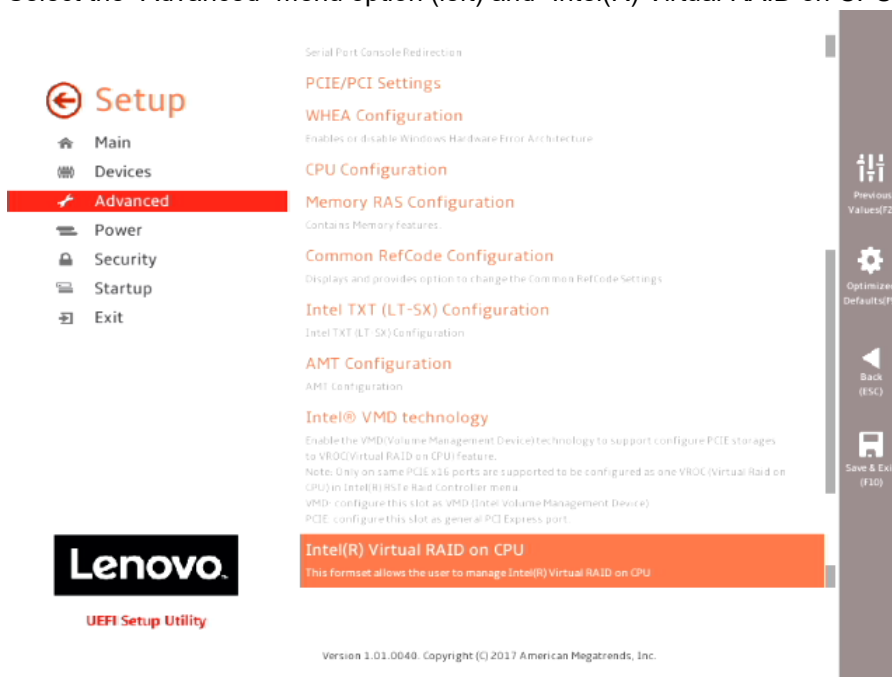 Select the "Advanced" menu option (left) and "Intel(R) Virtual RAID on CPU"
Serial Port Console Redirection
PCIE/PCI Settings
WHEA Configuration
Enables or disable Windows Hardware Error Architecture
CPU Configuration
Memory RAS Configuration
Contains Memory features.
Common RefCode Configuration
Displays and provides option to change the Common RefCode Settings
Intel TXT (LT-SX) Configuration
Intel TXT (LT-SX) Configuration
AMT Configuration
AMT Configuration
Intel® VMD technology
Enable the VMD(Volume Management Device) technology to support configure PCIE storages
to VROC(Virtual RAID on CPU) feature.
Note: Only on same PCIE x16 ports are supported to be configured as one VROC (Virtual Raid on
CPU) in Intel(R) RSTe Raid Controller menu
VMD: configure this slot as VMD (Intel Volume Management Device)
PCIE: configure this slot as general PCI Express port
Intel(R) Virtual RAID on CPU
This formset allows the user to manage Intel(R) Virtual RAID on CPU
Setup
Main
Devices
Advanced
Power
Security
Startup
Exit
Lenovo.
UEFI Setup Utility
Previous
Values(F2
Optimized
Defaults(F
Back
(ESC)
Save & Exi
(F10)
Version 1.01.0040. Copyright (C) 2017 American Megatrends, Inc.